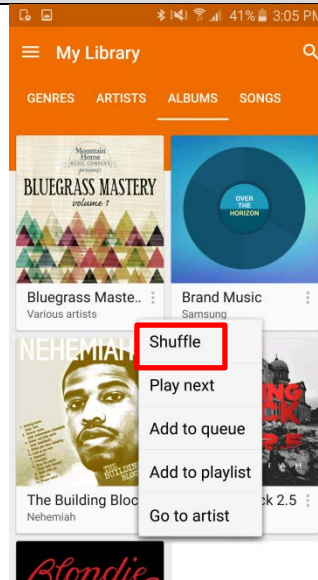 41% 3:05 PM
My Library
GENRES ARTISTS ALBUMS SONGS
Mountain
Home
MUSIC COMPANY
presents
BLUEGRASS MASTERY
volume 1
OVER
THE
HORIZON
Bluegrass Maste..
Various artists
Brand Music
Samsung
NEHEMIAH
THE BUILDING
Shuffle
Play next
Add to queue
Add to playlist
Go to artist
The Building Bloc
Nehemiah
ck 2.5
Blondie